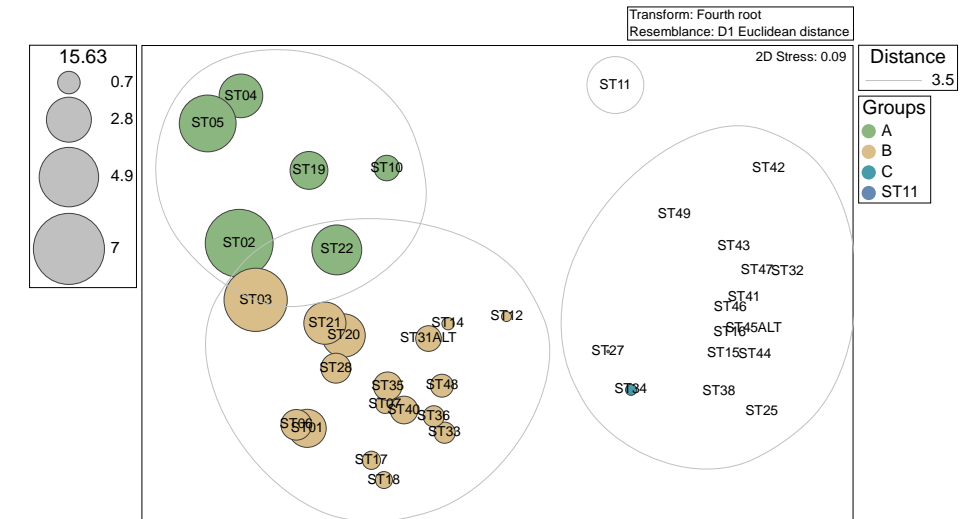 Transform: Fourth root
Resemblance: D1 Euclidean distance
15.63
0.7
2.8
4.9
7
2D Stress: 0.09
Distance
3.5
Groups
A
B
C
ST11
ST11
ST04
ST05
ST19
ST10
ST42
ST49
ST02
ST22
ST43
ST47
ST32
ST03
ST41
ST46
ST21
ST20
ST14
ST12
ST31ALT
ST16
ST45ALT
ST27
ST15
ST44
ST28
ST35
ST48
ST34
ST38
ST07
ST40
ST36
ST25
ST01
ST33
ST17
ST18